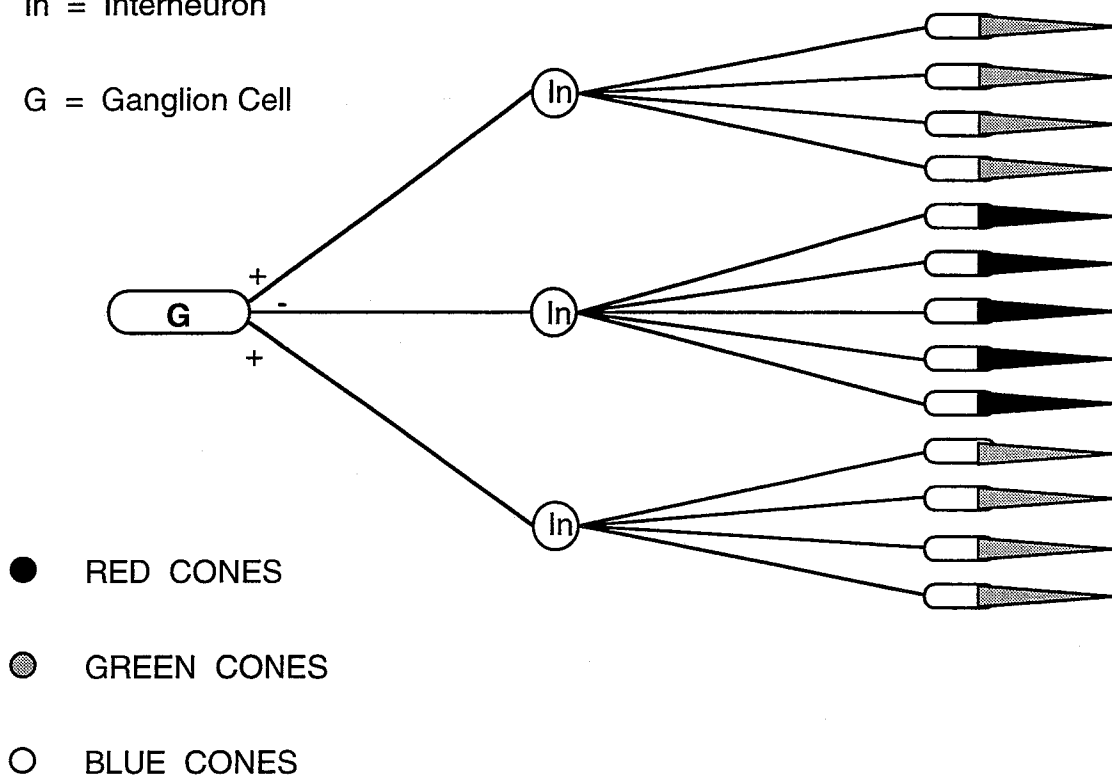 In = Interneuron
G = Ganglion Cell
In
+
-
G
In
+
In
RED CONES
GREEN CONES
BLUE CONES